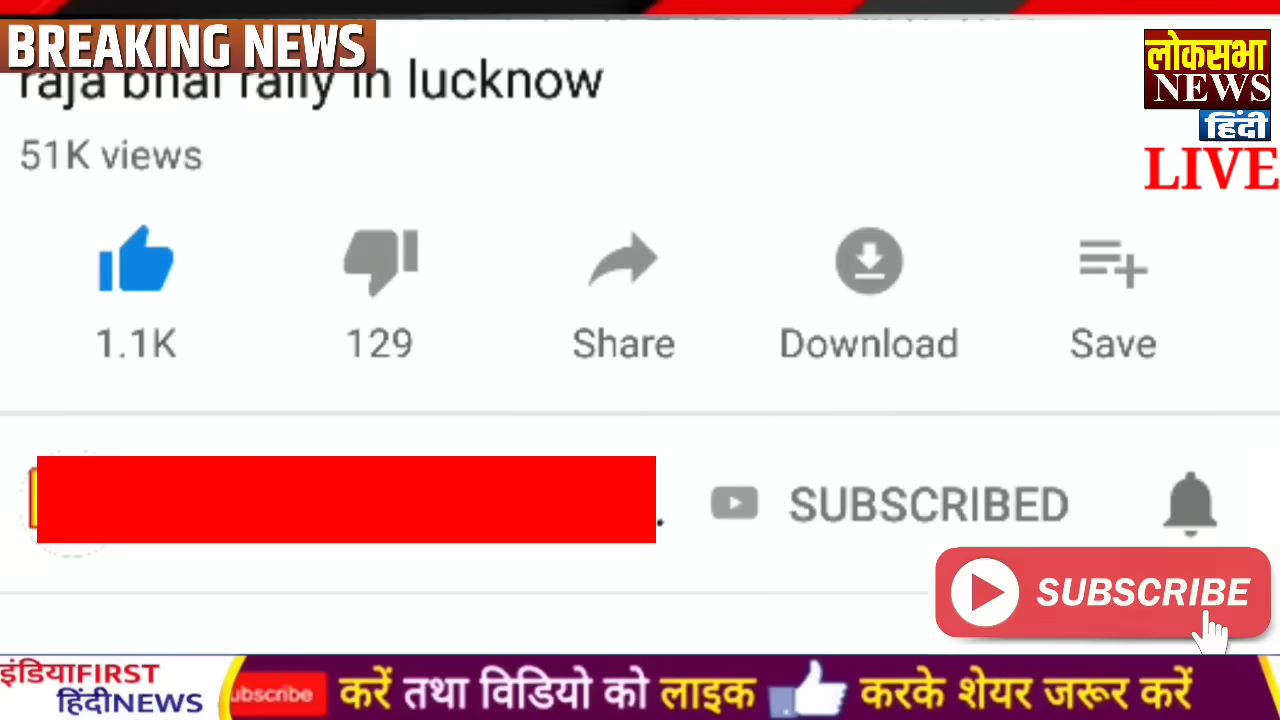 BREAKING NEWS
raja bhai rally in lucknow
51K views
लोकसभा
NEWS
हिंदी
LIVE
1.1K
129
Share
Download
Save
SUBSCRIBED
SUBSCRIBE
इंडियाFIRST
हिंदीNEWS
ubscribe करें तथा विडियो को लाइक करके शेयर जरूर करें